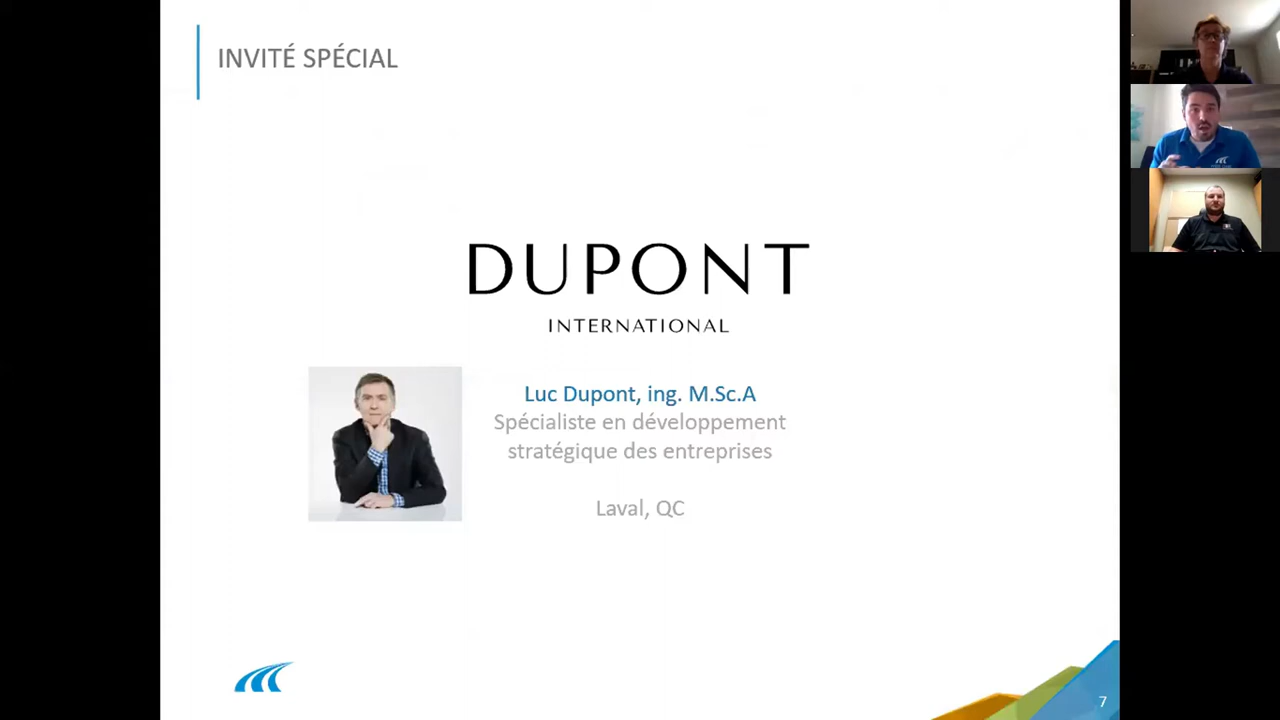 INVITÉ SPÉCIAL
DUPONT
INTERNATIONAL
Luc Dupont, ing. M.Sc.A
Spécialiste en développement
stratégique des entreprises
Laval, QC
7